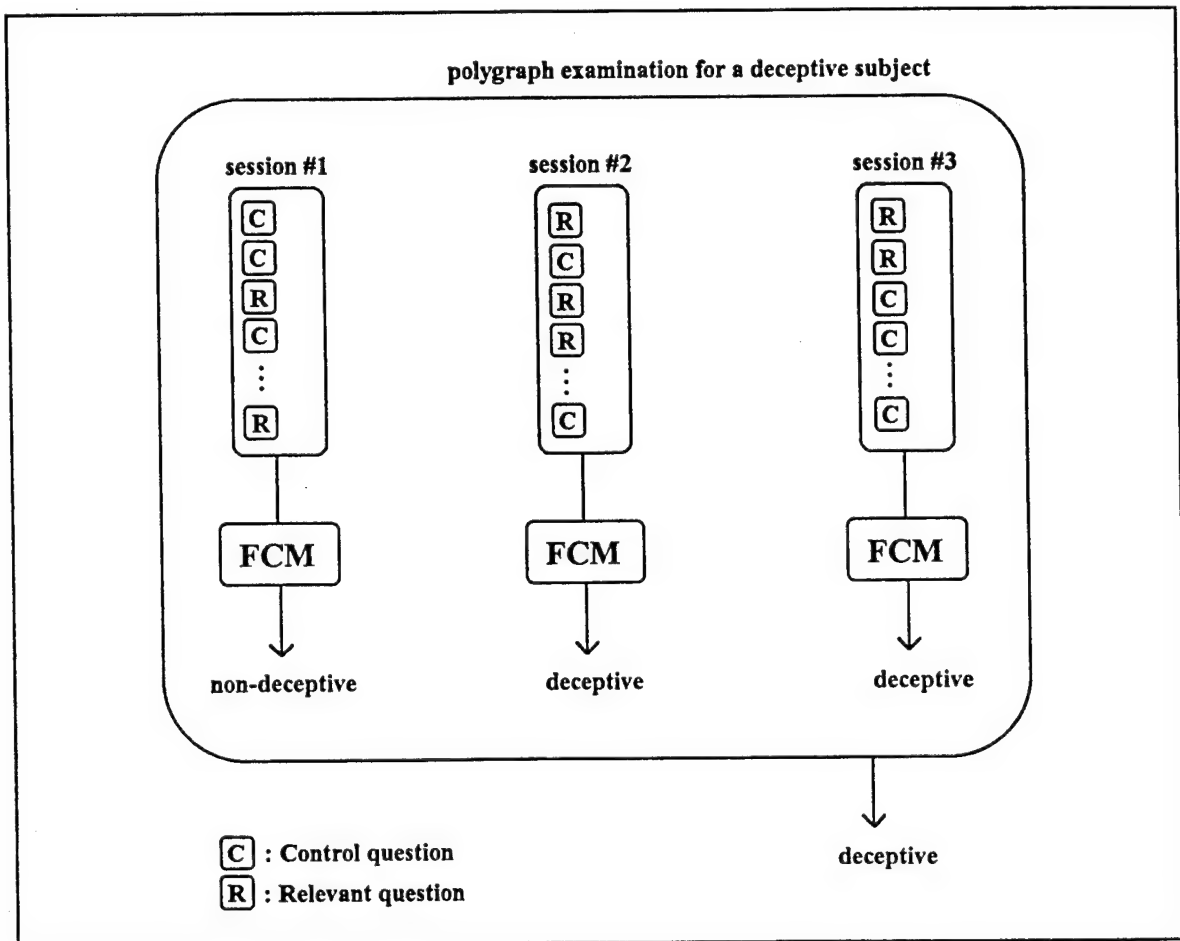 polygraph examination for a deceptive subject
session #1
session #2
session #3
C
C
R
C
⋮
R
R
C
R
R
⋮
C
R
R
C
C
⋮
C
FCM
FCM
FCM
non-deceptive
deceptive
deceptive
deceptive
C : Control question
R : Relevant question